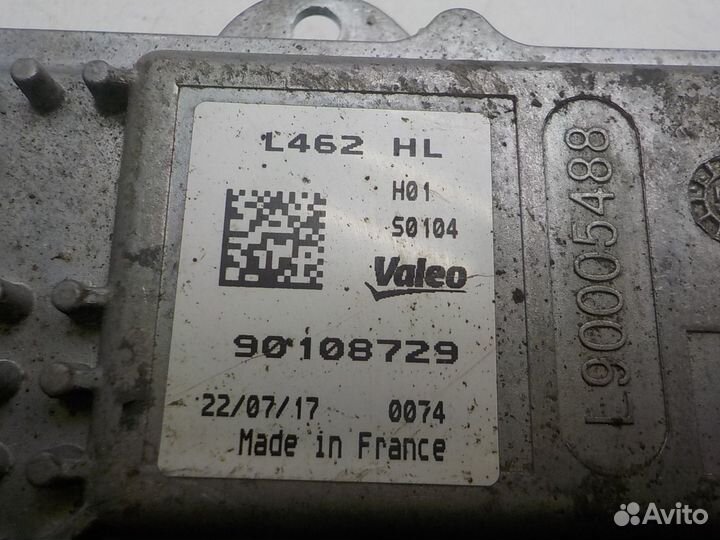 L462 HL
H01
S0104
Valeo
90108729
22/07/17 0074
Made in France
L90005488
Avito